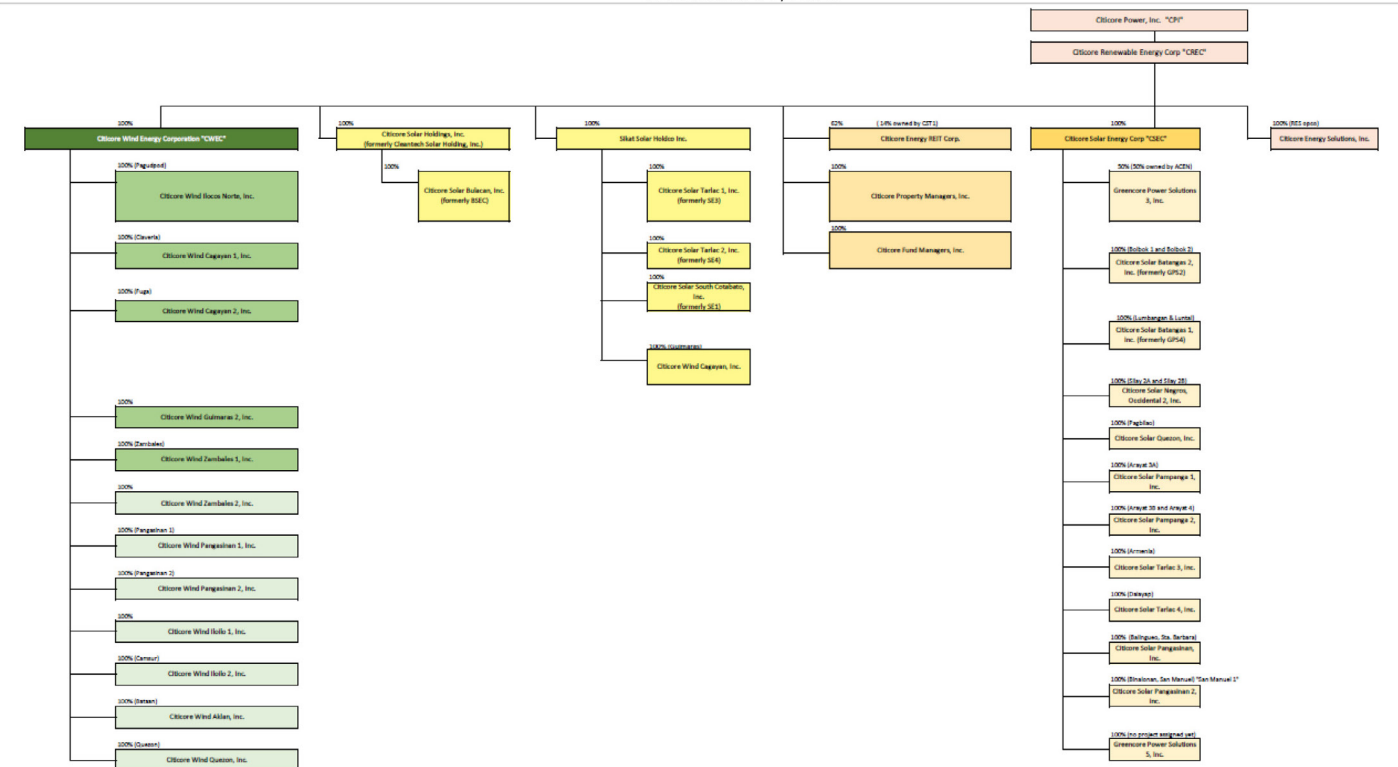 Citicore Power, Inc. "CPI"
Citicore Renewable Energy Corp "CREC"
100%
Citicore Wind Energy Corporation "CWEC"
100% (Pagudpud)
Citicore Wind Ilocos Norte, Inc.
100% (Claveria)
Citicore Wind Cagayan 1, Inc.
100% (Fuga)
Citicore Wind Cagayan 2, Inc.
100%
Citicore Wind Guimaras 2, Inc.
100% (Zambales)
Citicore Wind Zambales 1, Inc.
100%
Citicore Wind Zambales 2, Inc.
100% (Pangasinan 1)
Citicore Wind Pangasinan 1, Inc.
100% (Pangasinan 2)
Citicore Wind Pangasinan 2, Inc.
100%
Citicore Wind Iloilo 1, Inc.
100% (Camsur)
Citicore Wind Iloilo 2, Inc.
100% (Bataan)
Citicore Wind Aklan, Inc.
100% (Quezon)
Citicore Wind Quezon, Inc.
100%
Citicore Solar Holdings, Inc.
(formerly Cleantech Solar Holding, Inc.)
100%
Citicore Solar Bulacan, Inc.
(formerly BSEC)
100%
Sikat Solar Holdco Inc.
100%
Citicore Solar Tarlac 1, Inc.
(formerly SE3)
100%
Citicore Solar Tarlac 2, Inc.
(formerly SE4)
100%
Citicore Solar South Cotabato,
Inc.
(formerly SE1)
100% (Guimaras)
Citicore Wind Cagayan, Inc.
62% ( 14% owned by CST1)
Citicore Energy REIT Corp.
100%
Citicore Property Managers, Inc.
100%
Citicore Fund Managers, Inc.
100%
Citicore Solar Energy Corp "CSEC"
50% (50% owned by ACEN)
Greencore Power Solutions
3, Inc.
100% (Bolbok 1 and Bolbok 2)
Citicore Solar Batangas 2,
Inc. (formerly GPS2)
100% (Lumbangan & Luntal)
Citicore Solar Batangas 1,
Inc. (formerly GPS4)
100% (Silay 2A and Silay 2B)
Citicore Solar Negros,
Occidental 2, Inc.
100% (Pagbilao)
Citicore Solar Quezon, Inc.
100% (Arayat 3A)
Citicore Solar Pampanga 1,
Inc.
100% (Arayat 3B and Arayat 4)
Citicore Solar Pampanga 2,
Inc.
100% (Armenia)
Citicore Solar Tarlac 3, Inc.
100% (Dalayap)
Citicore Solar Tarlac 4, Inc.
100% (Balingueo, Sta. Barbara)
Citicore Solar Pangasinan,
Inc.
100% (Binalonan, San Manuel) "San Manuel 1"
Citicore Solar Pangasinan 2,
Inc.
100% (no project assigned yet)
Greencore Power Solutions
5, Inc.
100% (RES opco)
Citicore Energy Solutions, Inc.